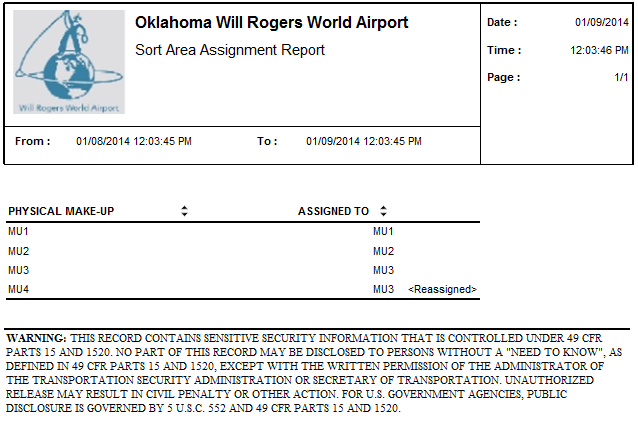 Oklahoma Will Rogers World Airport
Sort Area Assignment Report
Will Rogers World Airport
Date : 01/09/2014
Time : 12:03:46 PM
Page : 1/1
From : 01/08/2014 12:03:45 PM To : 01/09/2014 12:03:45 PM
PHYSICAL MAKE-UP ASSIGNED TO
MU1 MU1
MU2 MU2
MU3 MU3
MU4 MU3 <Reassigned>
WARNING: THIS RECORD CONTAINS SENSITIVE SECURITY INFORMATION THAT IS CONTROLLED UNDER 49 CFR
PARTS 15 AND 1520. NO PART OF THIS RECORD MAY BE DISCLOSED TO PERSONS WITHOUT A "NEED TO KNOW", AS
DEFINED IN 49 CFR PARTS 15 AND 1520, EXCEPT WITH THE WRITTEN PERMISSION OF THE ADMINISTRATOR OF
THE TRANSPORTATION SECURITY ADMINISTRATION OR SECRETARY OF TRANSPORTATION. UNAUTHORIZED
RELEASE MAY RESULT IN CIVIL PENALTY OR OTHER ACTION. FOR U.S. GOVERNMENT AGENCIES, PUBLIC
DISCLOSURE IS GOVERNED BY 5 U.S.C. 552 AND 49 CFR PARTS 15 AND 1520.